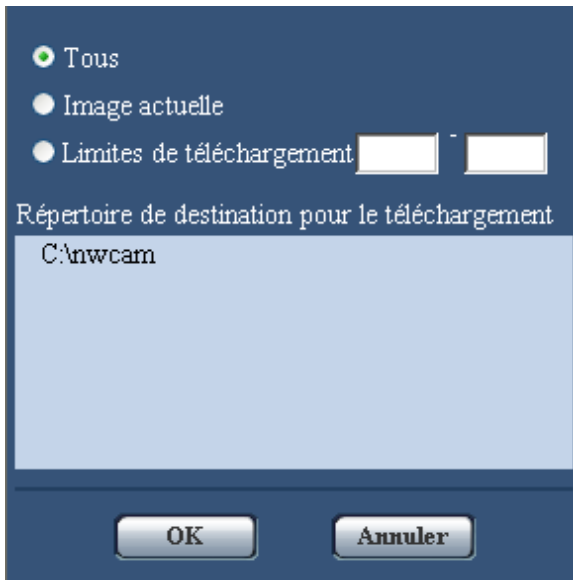 Tous
Image actuelle
Limites de téléchargement -
Répertoire de destination pour le téléchargement
C:\nwcam
OK
Annuler